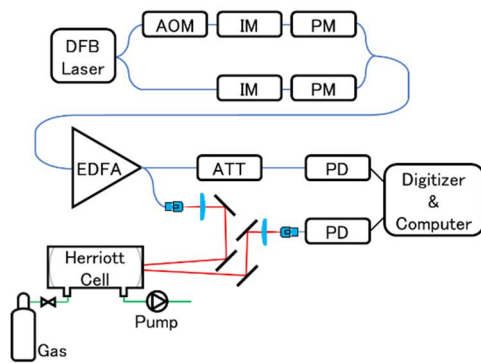 AOM
IM
PM
DFB
Laser
IM
PM
EDFA
ATT
PD
Digitizer
&
Computer
PD
Herriott
Cell
Pump
Gas